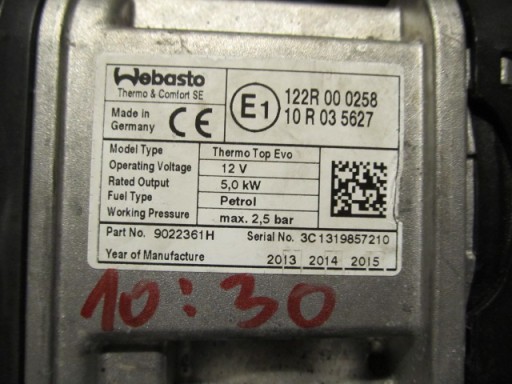 Webasto
Thermo & Comfort SE
Made in
Germany
CE
E1
122R 00 0258
10 R 03 5627
Model Type Thermo Top Evo
Operating Voltage 12 V
Rated Output 5,0 kW
Fuel Type Petrol
Working Pressure max. 2,5 bar
Part No. 9022361H Serial No. 3C1319857210
Year of Manufacture 2013 2014 2015
10:30